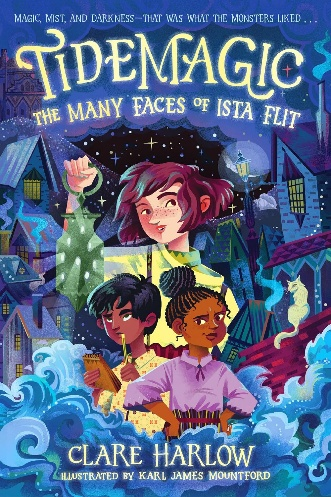 MAGIC, MIST, AND DARKNESS—THAT WAS WHAT THE MONSTERS LIKED . . .
TIDEMAGIC
THE MANY FACES OF ISTA FLIT
CLARE HARLOW
ILLUSTRATED BY KARL JAMES MOUNTFORD